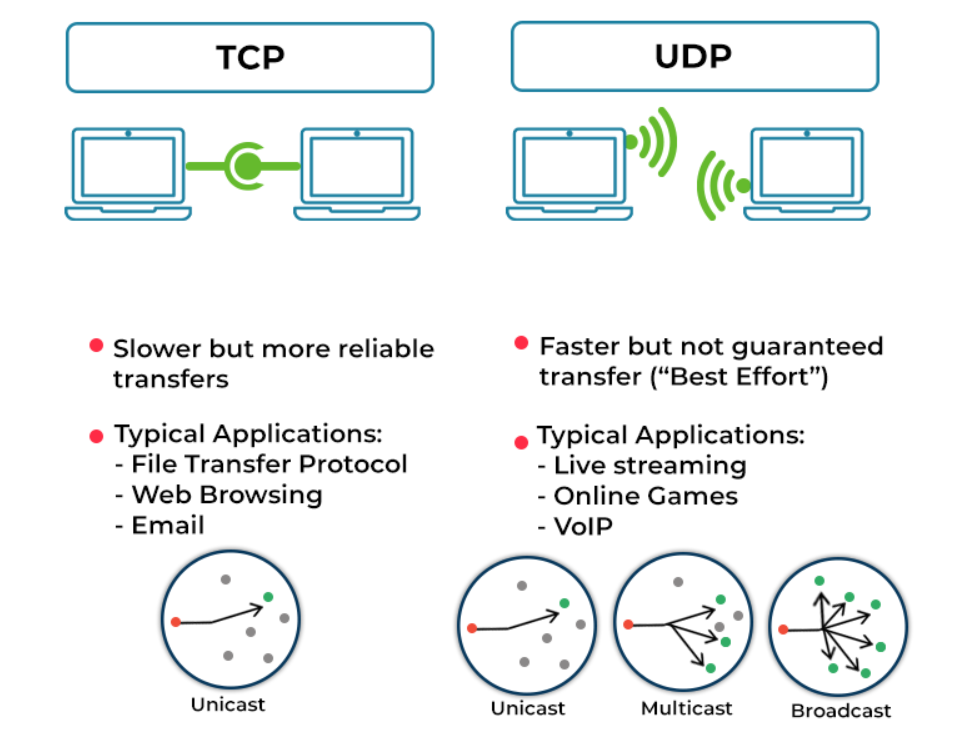 TCP
Slower but more reliable
transfers
Typical Applications:
- File Transfer Protocol
- Web Browsing
- Email
Unicast
UDP
Faster but not guaranteed
transfer (“Best Effort”)
Typical Applications:
- Live streaming
- Online Games
- VoIP
Unicast
Multicast
Broadcast